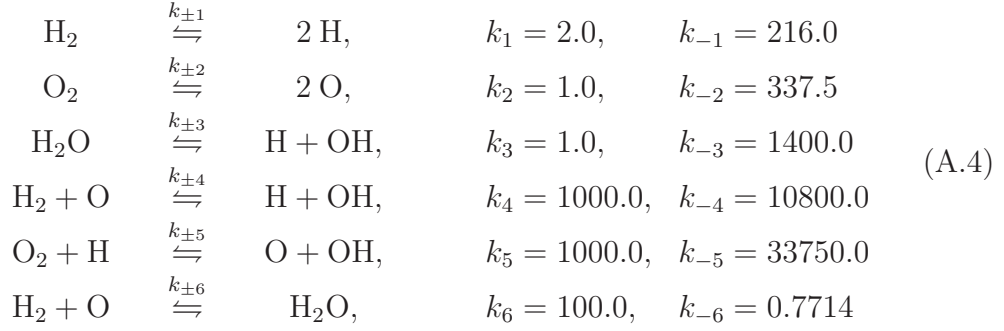 H₂ ⇋ k±1 2 H, k₁ = 2.0, k₋₁ = 216.0
O₂ ⇋ k±2 2 O, k₂ = 1.0, k₋₂ = 337.5
H₂O ⇋ k±3 H + OH, k₃ = 1.0, k₋₃ = 1400.0
H₂ + O ⇋ k±4 H + OH, k₄ = 1000.0, k₋₄ = 10800.0
O₂ + H ⇋ k±5 O + OH, k₅ = 1000.0, k₋₅ = 33750.0
H₂ + O ⇋ k±6 H₂O, k₆ = 100.0, k₋₆ = 0.7714
(A.4)